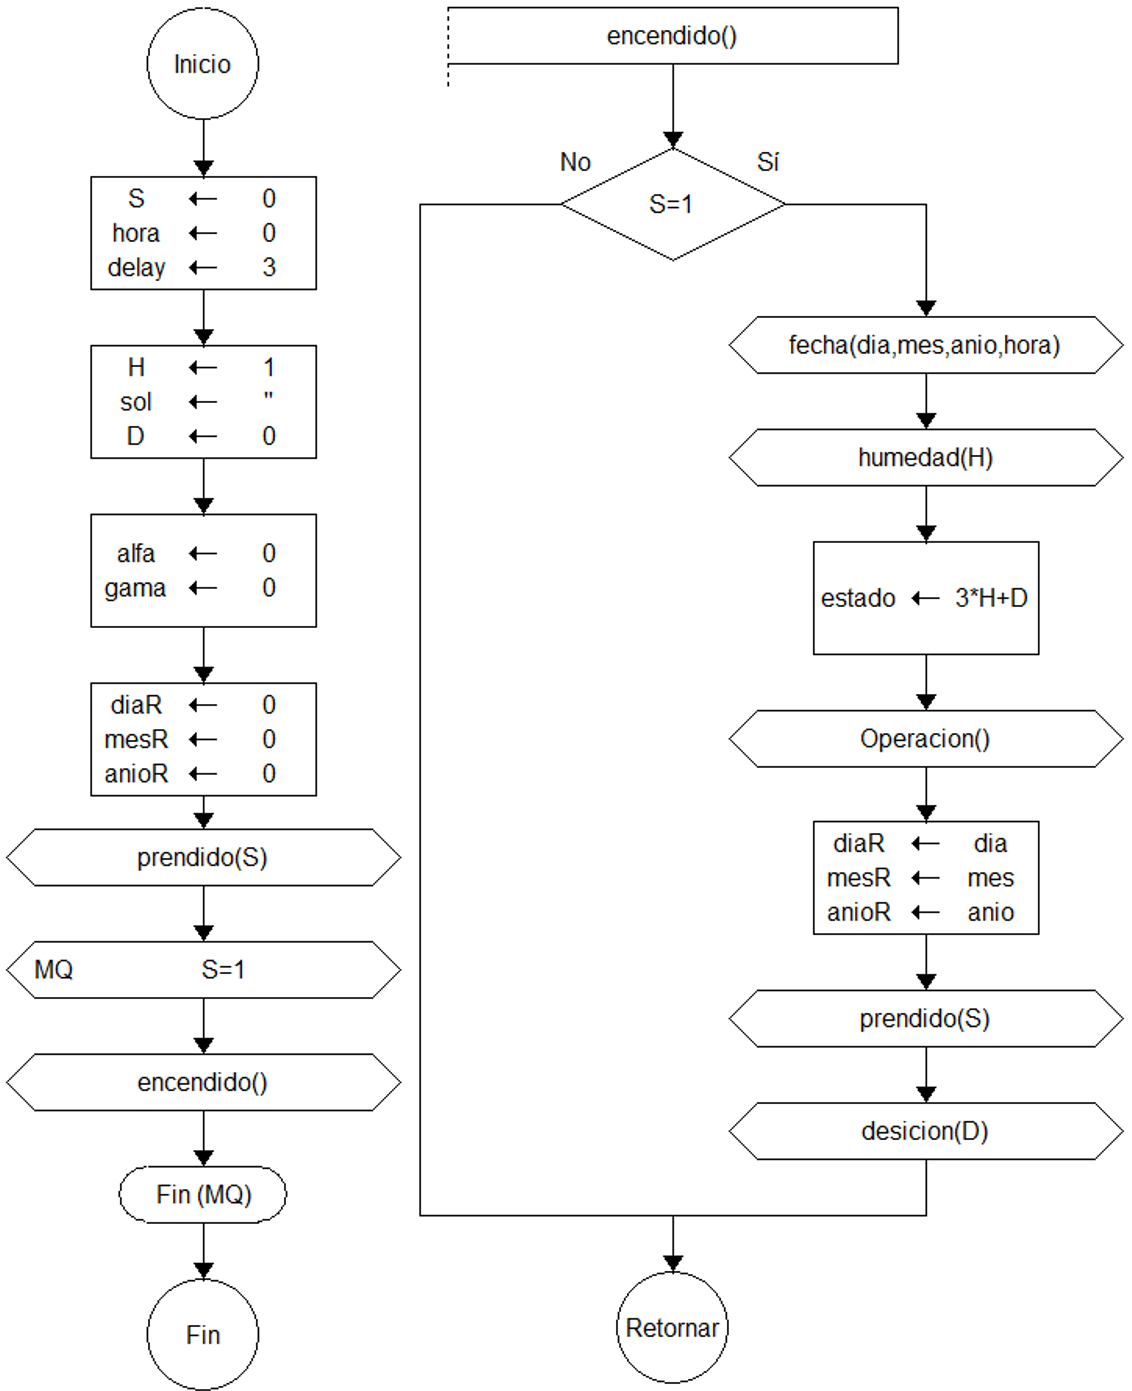 Inicio
S ← 0
hora ← 0
delay ← 3
H ← 1
sol ← "
D ← 0
alfa ← 0
gama ← 0
diaR ← 0
mesR ← 0
anioR ← 0
prendido(S)
MQ S=1
encendido()
Fin (MQ)
Fin
encendido()
No Sí
S=1
fecha(dia,mes,anio,hora)
humedad(H)
estado ← 3*H+D
Operacion()
diaR ← dia
mesR ← mes
anioR ← anio
prendido(S)
desicion(D)
Retornar